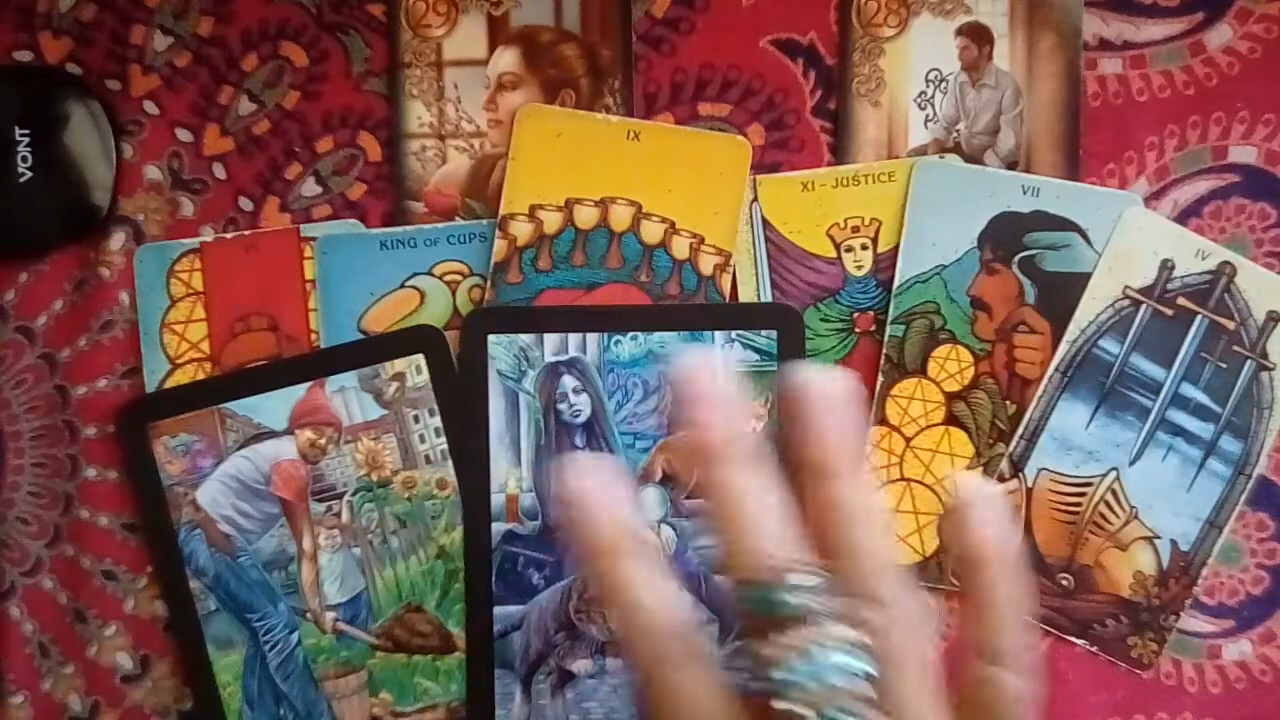 29
28
VONT
IX
XI - JUSTICE
VII
KING OF CUPS
IV